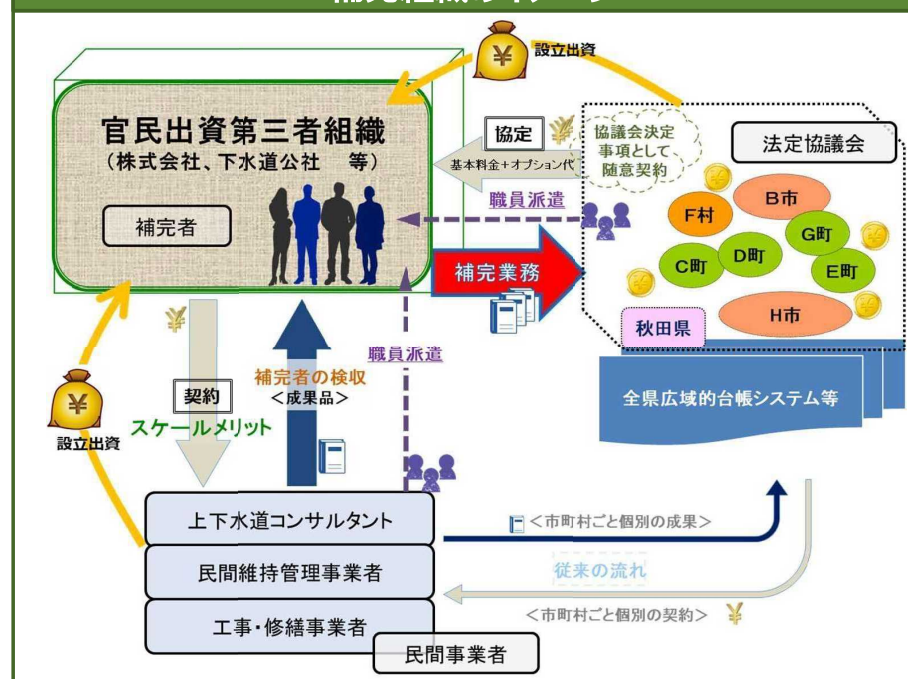 設立出資
官民出資第三者組織
（株式会社、下水道公社　等）
補完者
協定
基本料金＋オプション代
協議会決定
事項として
随意契約
法定協議会
職員派遣
B市
F村
G町
C町
D町
E町
H市
補完業務
秋田県
全県広域的台帳システム等
職員派遣
契約
スケールメリット
補完者の検収
＜成果品＞
設立出資
上下水道コンサルタント
民間維持管理事業者
工事・修繕事業者
民間事業者
＜市町村ごと個別の成果＞
従来の流れ
＜市町村ごと個別の契約＞